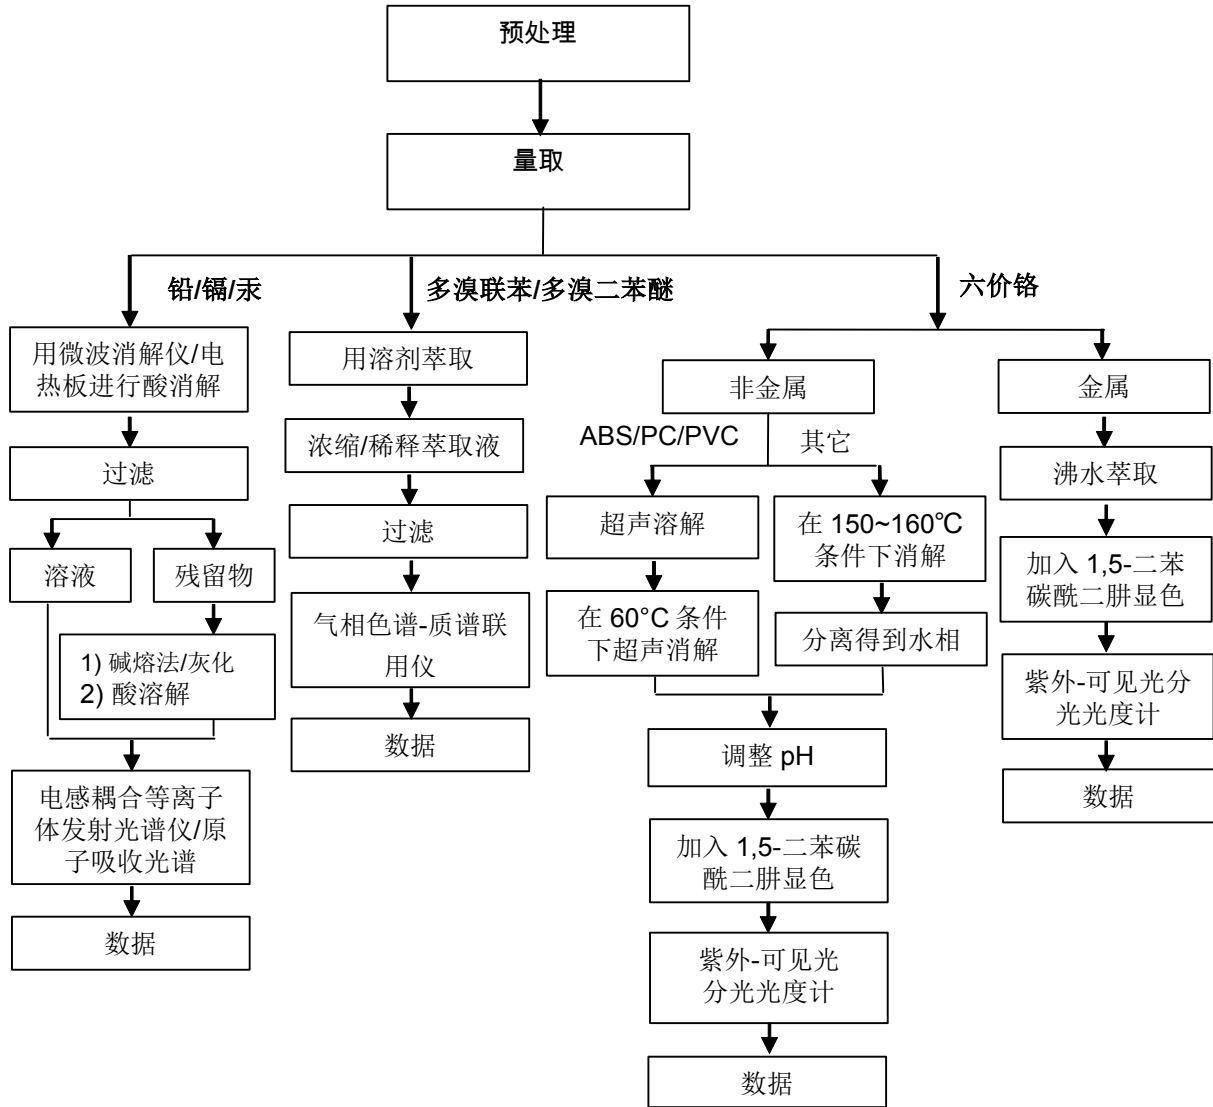 预处理
量取
铅/镉/汞
多溴联苯/多溴二苯醚
六价铬
用微波消解仪/电
热板进行酸消解
过滤
溶液
残留物
1) 碱熔法/灰化
2) 酸溶解
电感耦合等离子
体发射光谱仪/原
子吸收光谱
数据
用溶剂萃取
浓缩/稀释萃取液
过滤
气相色谱-质谱联
用仪
数据
非金属
ABS/PC/PVC
其它
超声溶解
在 60°C 条件
下超声消解
在 150~160℃
条件下消解
分离得到水相
调整 pH
加入 1,5-二苯碳
酰二肼显色
紫外-可见光
分光光度计
数据
金属
沸水萃取
加入 1,5-二苯
碳酰二肼显色
紫外-可见光分
光光度计
数据